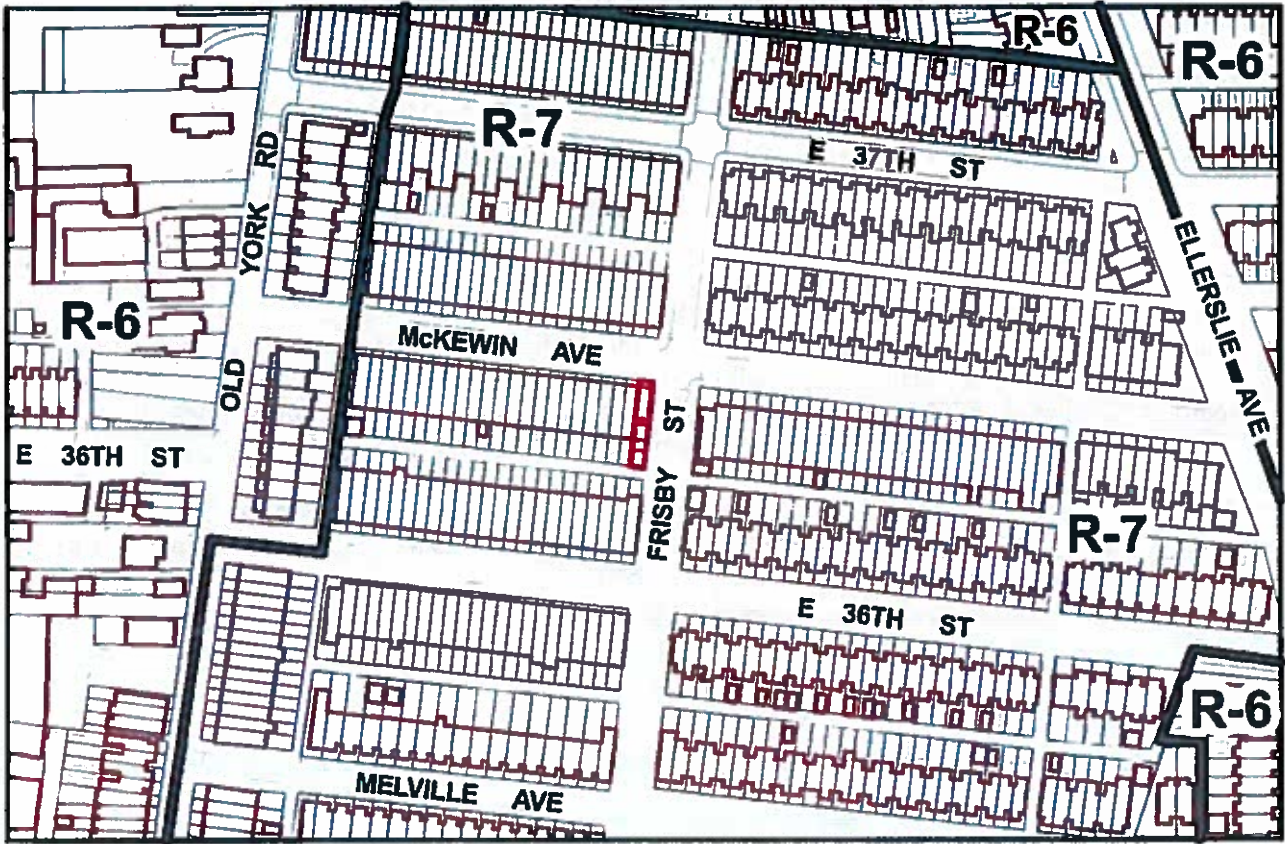 R-6
R-6
R-7
E 37TH ST
OLD YORK RD
ELLERSLIE AVE
R-6
McKEWIN AVE
FRISBY ST
E 36TH ST
R-7
E 36TH ST
R-6
MELVILLE AVE